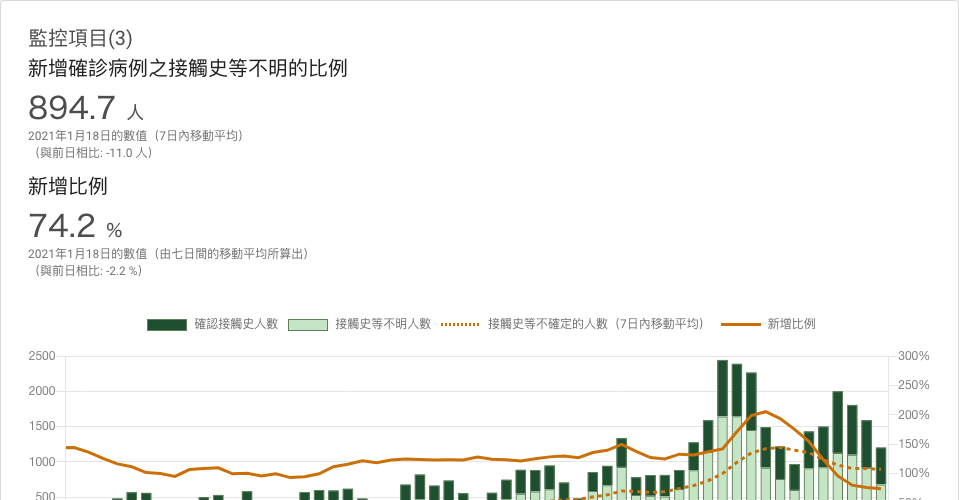 監控項目(3)
新增確診病例之接觸史等不明的比例
894.7 人
2021年1月18日的數值（7日內移動平均）
（與前日相比: -11.0 人）
新增比例
74.2 %
2021年1月18日的數值（由七日間的移動平均所算出）
（與前日相比: -2.2 %）
確認接觸史人數 接觸史等不明人數 接觸史等不確定的人數（7日內移動平均） 新增比例
2500 300%
250%
2000
200%
1500
150%
1000
100%
500